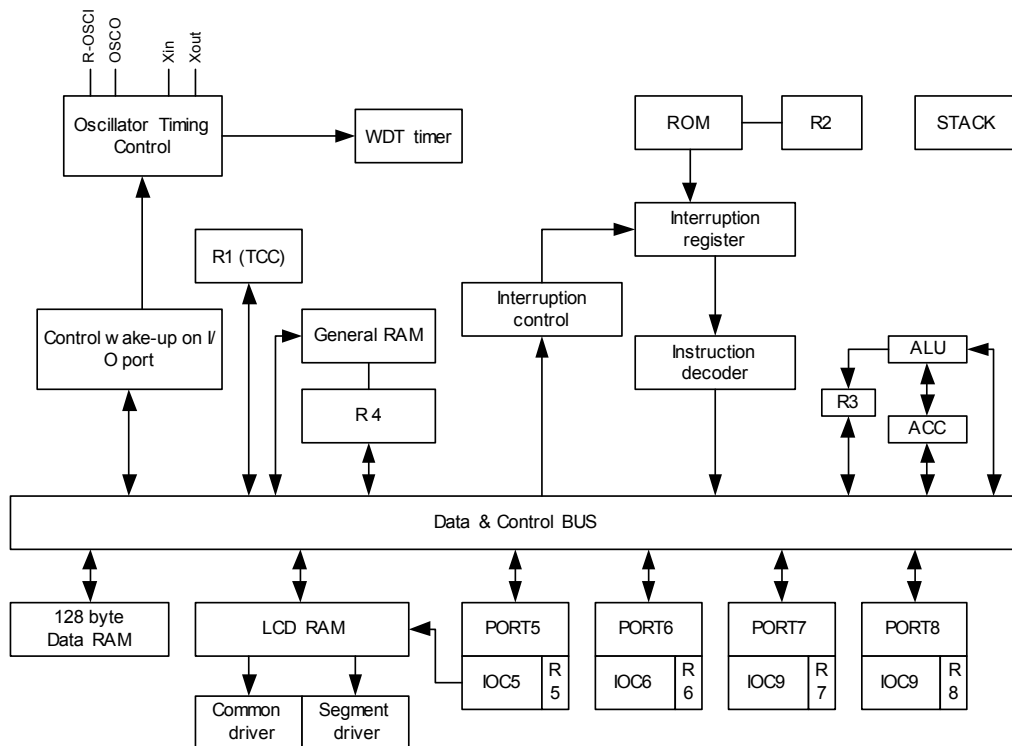 R-OSCI
OSCO
Xin
Xout
Oscillator Timing
Control
WDT timer
ROM
R2
STACK
Interruption
register
R1 (TCC)
Interruption
control
Control wake-up on I/
O port
General RAM
R 4
Instruction
decoder
ALU
R3
ACC
Data & Control BUS
128 byte
Data RAM
LCD RAM
PORT5
IOC5
R
5
PORT6
IOC6
R
6
PORT7
IOC9
R
7
PORT8
IOC9
R
8
Common
driver
Segment
driver